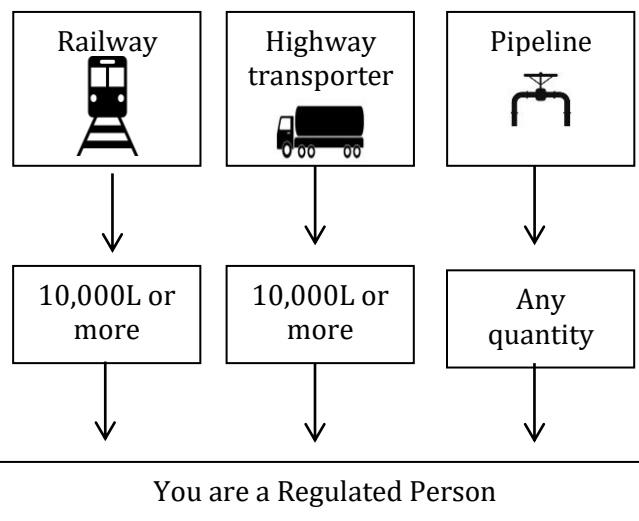 Railway
Highway
transporter
Pipeline
10,000L or
more
10,000L or
more
Any
quantity
You are a Regulated Person